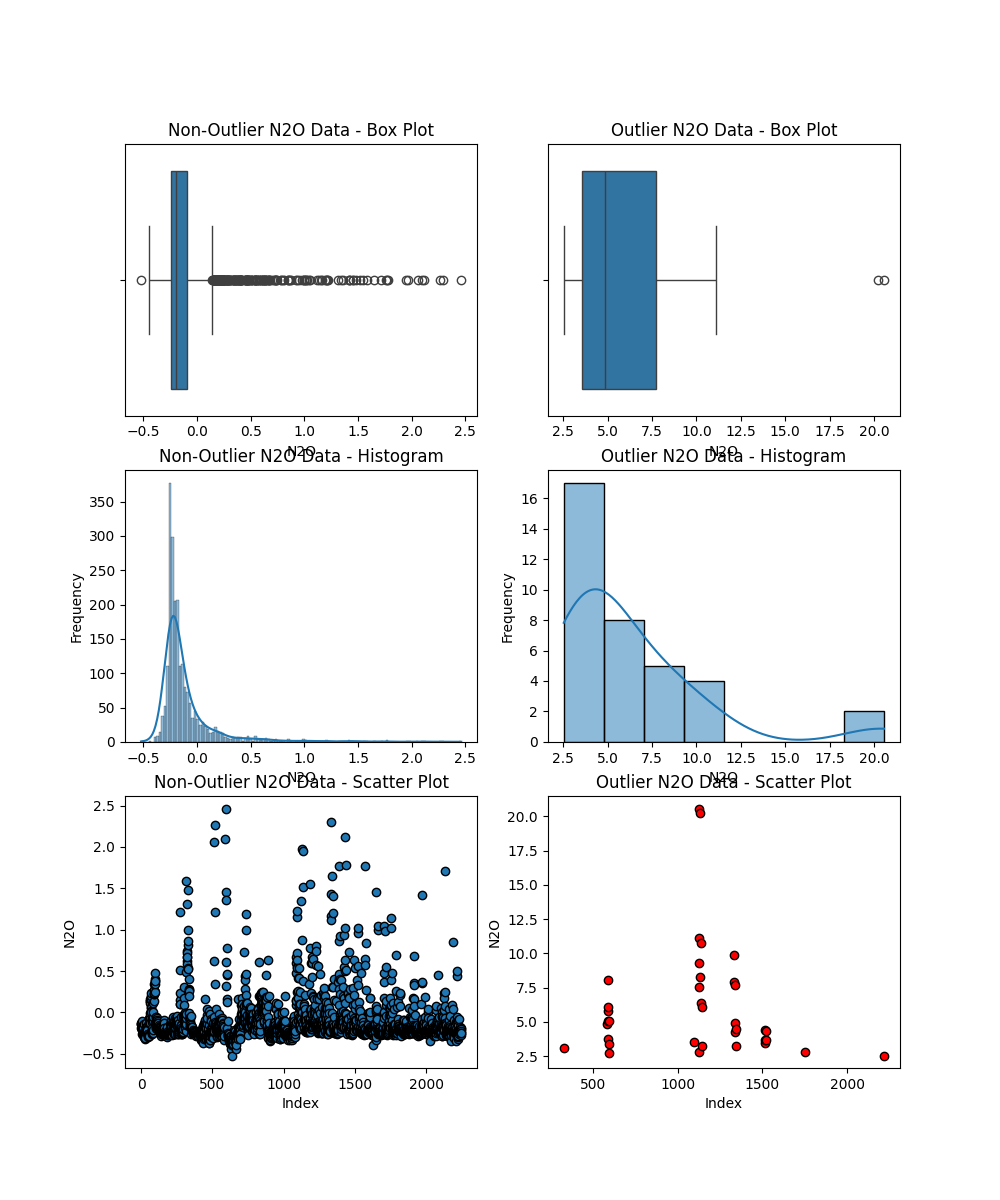 Non-Outlier N2O Data - Box Plot
−0.5 0.0 0.5 1.0 1.5 2.0 2.5
N2O
Outlier N2O Data - Box Plot
2.5 5.0 7.5 10.0 12.5 15.0 17.5 20.0
N2O
Non-Outlier N2O Data - Histogram
Frequency
350
300
250
200
150
100
50
0
−0.5 0.0 0.5 1.0 1.5 2.0 2.5
N2O
Outlier N2O Data - Histogram
Frequency
16
14
12
10
8
6
4
2
0
2.5 5.0 7.5 10.0 12.5 15.0 17.5 20.0
N2O
Non-Outlier N2O Data - Scatter Plot
N2O
2.5
2.0
1.5
1.0
0.5
0.0
−0.5
0 500 1000 1500 2000
Index
Outlier N2O Data - Scatter Plot
N2O
20.0
17.5
15.0
12.5
10.0
7.5
5.0
2.5
500 1000 1500 2000
Index